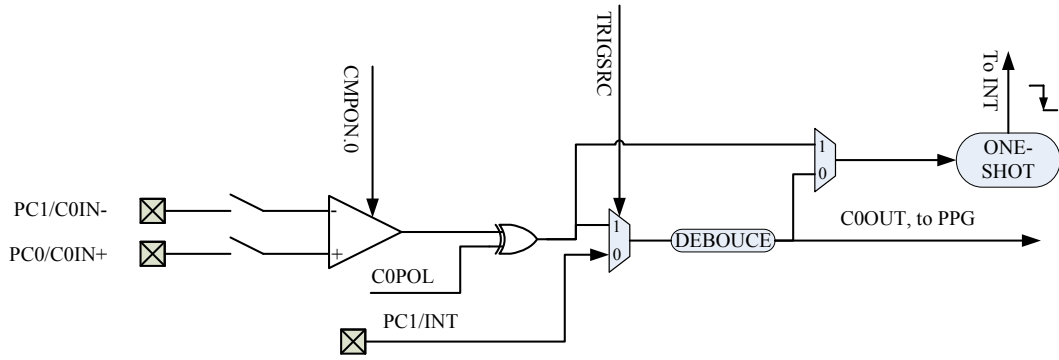 CMPON.0
TRIGSRC
To INT
1
0
ONE-
SHOT
PC1/C0IN-
-
1
C0OUT, to PPG
PC0/C0IN+
+
0
DEBOUCE
C0POL
PC1/INT